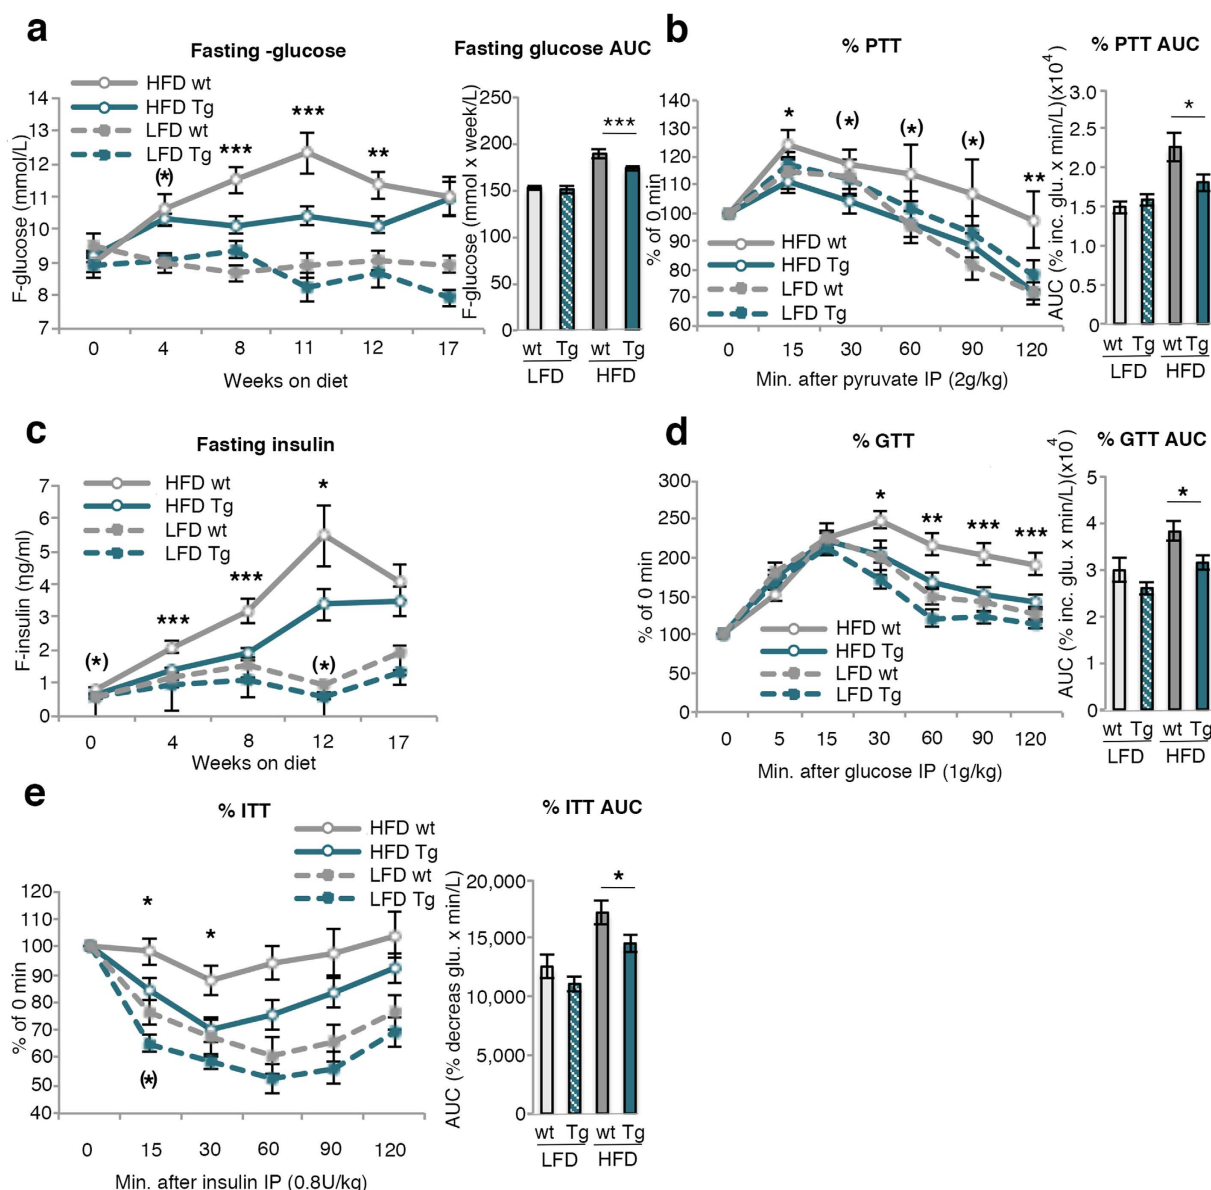 a
Fasting -glucose
HFD wt
HFD Tg
LFD wt
LFD Tg
F-glucose (mmol/L)
14
13
12
11
10
9
8
7
(*)
***
***
**
0 4 8 11 12 17
Weeks on diet
Fasting glucose AUC
F-glucose (mmol x week/L)
250
200
150
100
50
0
***
wt Tg wt Tg
LFD HFD
b
% PTT
% of 0 min
140
130
120
110
100
90
80
70
60
* (*) (*) (*) **
HFD wt
HFD Tg
LFD wt
LFD Tg
0 15 30 60 90 120
Min. after pyruvate IP (2g/kg)
% PTT AUC
AUC (% inc. glu. x min/L)(x10⁴)
3.0
2.5
2.0
1.5
1.0
0.5
0
*
wt Tg wt Tg
LFD HFD
c
Fasting insulin
HFD wt
HFD Tg
LFD wt
LFD Tg
F-insulin (ng/ml)
7
6
5
4
3
2
1
0
(*)
***
***
*
(*)
0 4 8 12 17
Weeks on diet
d
% GTT
% of 0 min
300
250
200
150
100
50
0
* ** *** ***
HFD wt
HFD Tg
LFD wt
LFD Tg
0 5 15 30 60 90 120
Min. after glucose IP (1g/kg)
% GTT AUC
AUC (% inc. glu. x min/L)(x10⁴)
5
4
3
2
1
0
*
wt Tg wt Tg
LFD HFD
e
% ITT
HFD wt
HFD Tg
LFD wt
LFD Tg
% of 0 min
120
110
100
90
80
70
60
50
40
*
*
(*)
0 15 30 60 90 120
Min. after insulin IP (0.8U/kg)
% ITT AUC
AUC (% decreas glu. x min/L)
20,000
15,000
10,000
5,000
0
*
wt Tg wt Tg
LFD HFD